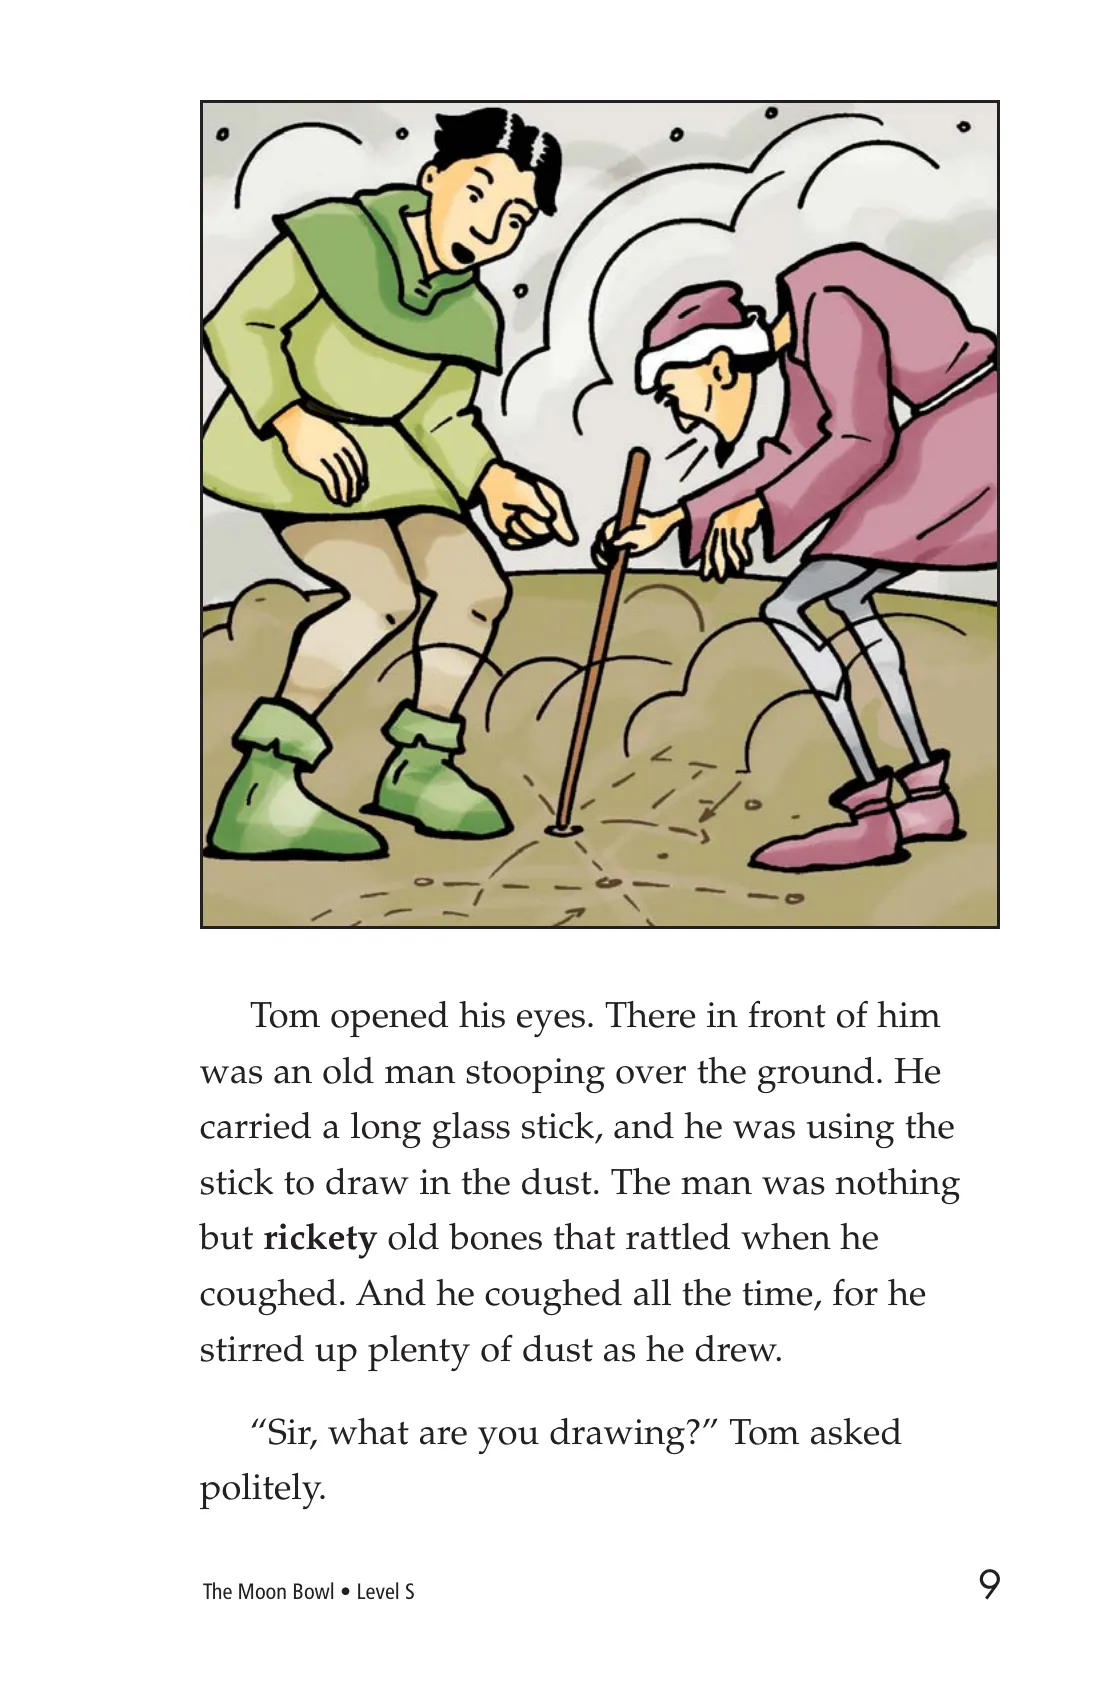 Tom opened his eyes. There in front of him
was an old man stooping over the ground. He
carried a long glass stick, and he was using the
stick to draw in the dust. The man was nothing
but rickety old bones that rattled when he
coughed. And he coughed all the time, for he
stirred up plenty of dust as he drew.
“Sir, what are you drawing?” Tom asked
politely.
The Moon Bowl • Level S
9